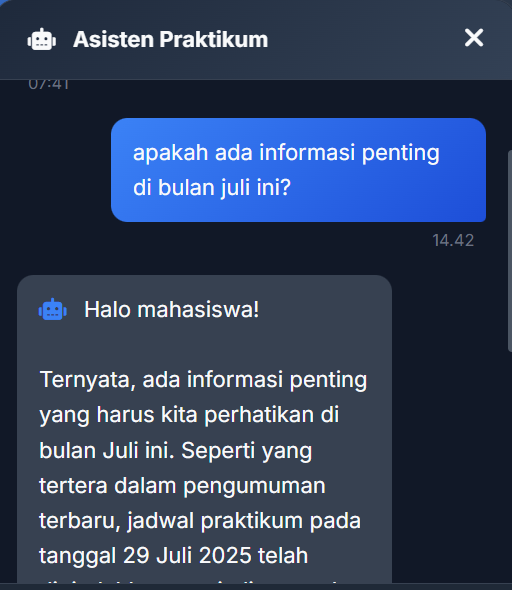 Asisten Praktikum
07:41
apakah ada informasi penting
di bulan juli ini?
14.42
Halo mahasiswa!
Ternyata, ada informasi penting
yang harus kita perhatikan di
bulan Juli ini. Seperti yang
tertera dalam pengumuman
terbaru, jadwal praktikum pada
tanggal 29 Juli 2025 telah